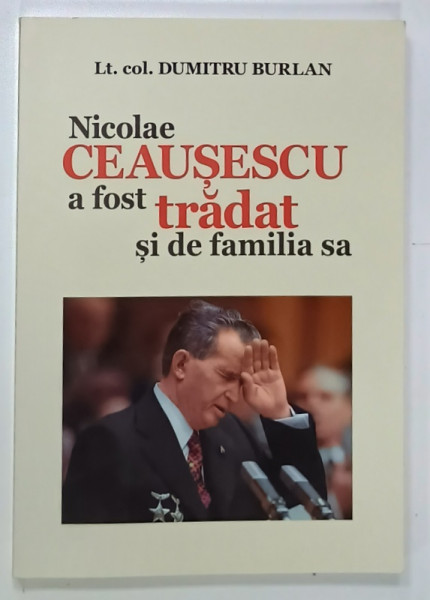 Lt. col. DUMITRU BURLAN
Nicolae
CEAUȘESCU
a fost trădat
și de familia sa